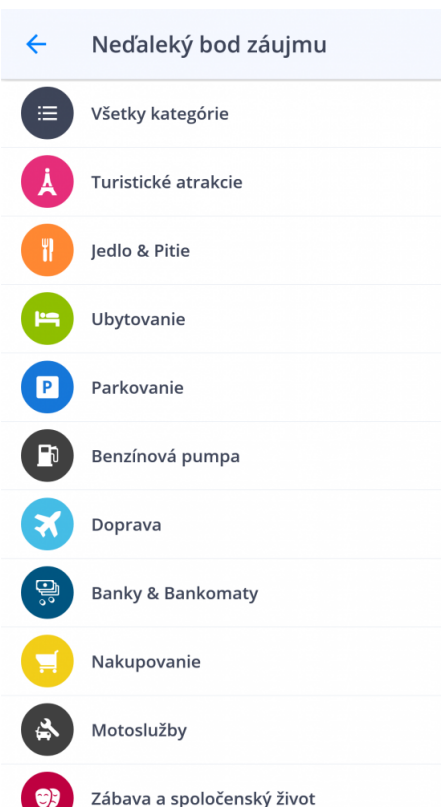 Neďaleký bod záujmu
Všetky kategórie
Turistické atrakcie
Jedlo & Pitie
Ubytovanie
P
Parkovanie
Benzínová pumpa
Doprava
Banky & Bankomaty
Nakupovanie
Motoslužby
Zábava a spoločenský život